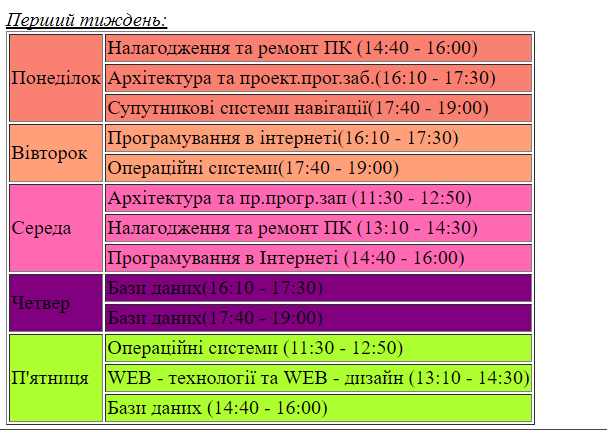 Перший тиждень:
Понеділок
Налагодження та ремонт ПК (14:40 - 16:00)
Архітектура та проект.прог.заб.(16:10 - 17:30)
Супутникові системи навігації(17:40 - 19:00)
Вівторок
Програмування в інтернеті(16:10 - 17:30)
Операційні системи(17:40 - 19:00)
Середа
Архітектура та пр.прогр.зап (11:30 - 12:50)
Налагодження та ремонт ПК (13:10 - 14:30)
Програмування в Інтернеті (14:40 - 16:00)
Четвер
Бази даних(16:10 - 17:30)
Бази даних(17:40 - 19:00)
П'ятниця
Операційні системи (11:30 - 12:50)
WEB - технології та WEB - дизайн (13:10 - 14:30)
Бази даних (14:40 - 16:00)